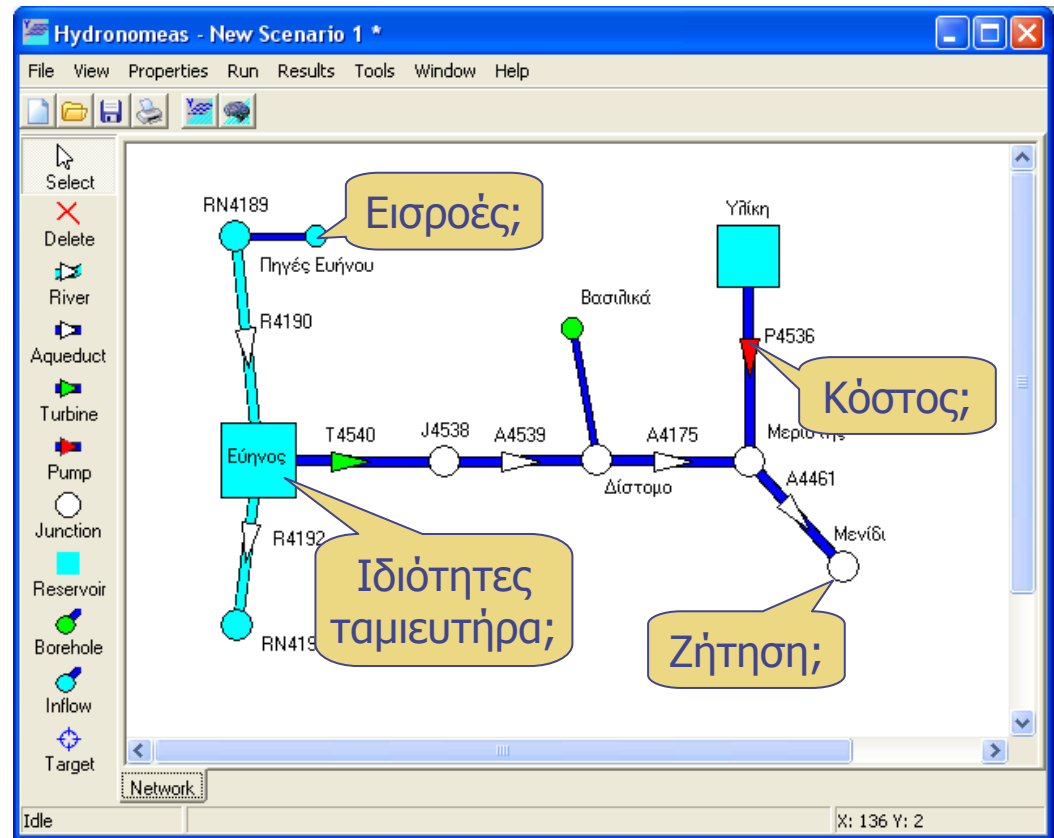 Hydronomeas - New Scenario 1 *
File View Properties Run Results Tools Window Help
Select
Delete
River
Aqueduct
Turbine
Pump
Junction
Reservoir
Borehole
Inflow
Target
RN4189
Εισροές;
Πηγές Ευήνου
R4190
Υλίκη
Βασιλικά
P4536
Κόστος;
Εύηνος
T4540
J4538
A4539
A4175
Δίστομο
A4461
Μενίδι
R4192
Ιδιότητες
ταμιευτήρα;
Ζήτηση;
Network
Idle
X: 136 Y: 2